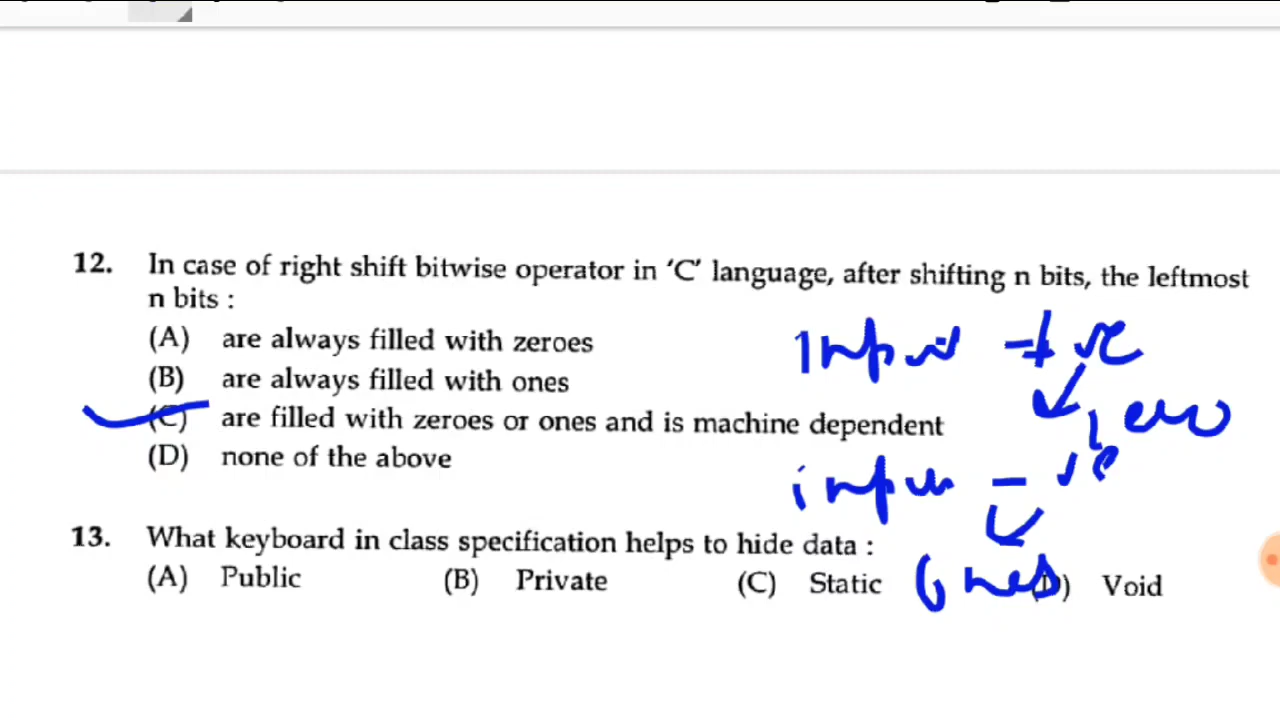 12. In case of right shift bitwise operator in ‘C’ language, after shifting n bits, the leftmost
n bits :
(A) are always filled with zeroes
Input +ve
(B) are always filled with ones
(C) are filled with zeroes or ones and is machine dependent
zero
(D) none of the above
input - ve
13. What keyboard in class specification helps to hide data :
(A) Public (B) Private (C) Static (D) Void
Ones